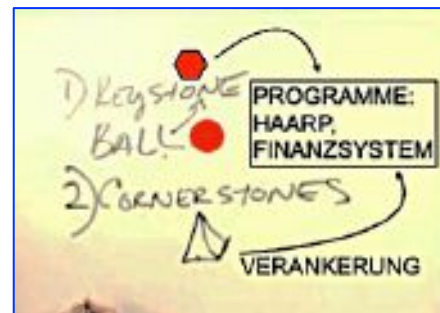 1) KEYSTONE
BALL
2) CORNERSTONES
PROGRAMME:
HAARP,
FINANZSYSTEM
VERANKERUNG